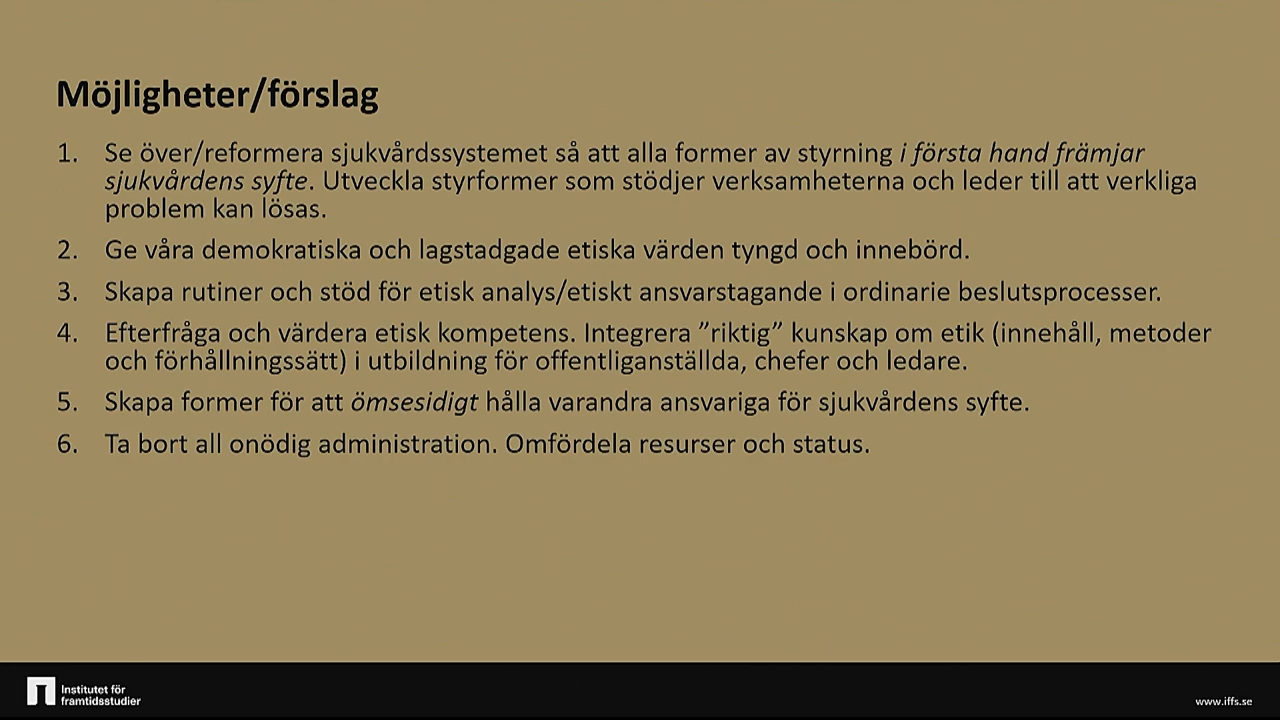 Möjligheter/förslag
1. Se över/reformera sjukvårdssystemet så att alla former av styrning i första hand främjar
sjukvårdens syfte. Utveckla styrformer som stödjer verksamheterna och leder till att verkliga
problem kan lösas.
2. Ge våra demokratiska och lagstadgade etiska värden tyngd och innebörd.
3. Skapa rutiner och stöd för etisk analys/etiskt ansvarstagande i ordinarie beslutsprocesser.
4. Efterfråga och värdera etisk kompetens. Integrera ”riktig” kunskap om etik (innehåll, metoder
och förhållningssätt) i utbildning för offentliganställda, chefer och ledare.
5. Skapa former för att ömsesidigt hålla varandra ansvariga för sjukvårdens syfte.
6. Ta bort all onödig administration. Omfördela resurser och status.
Institutet för
framtidsstudier
www.iffs.se